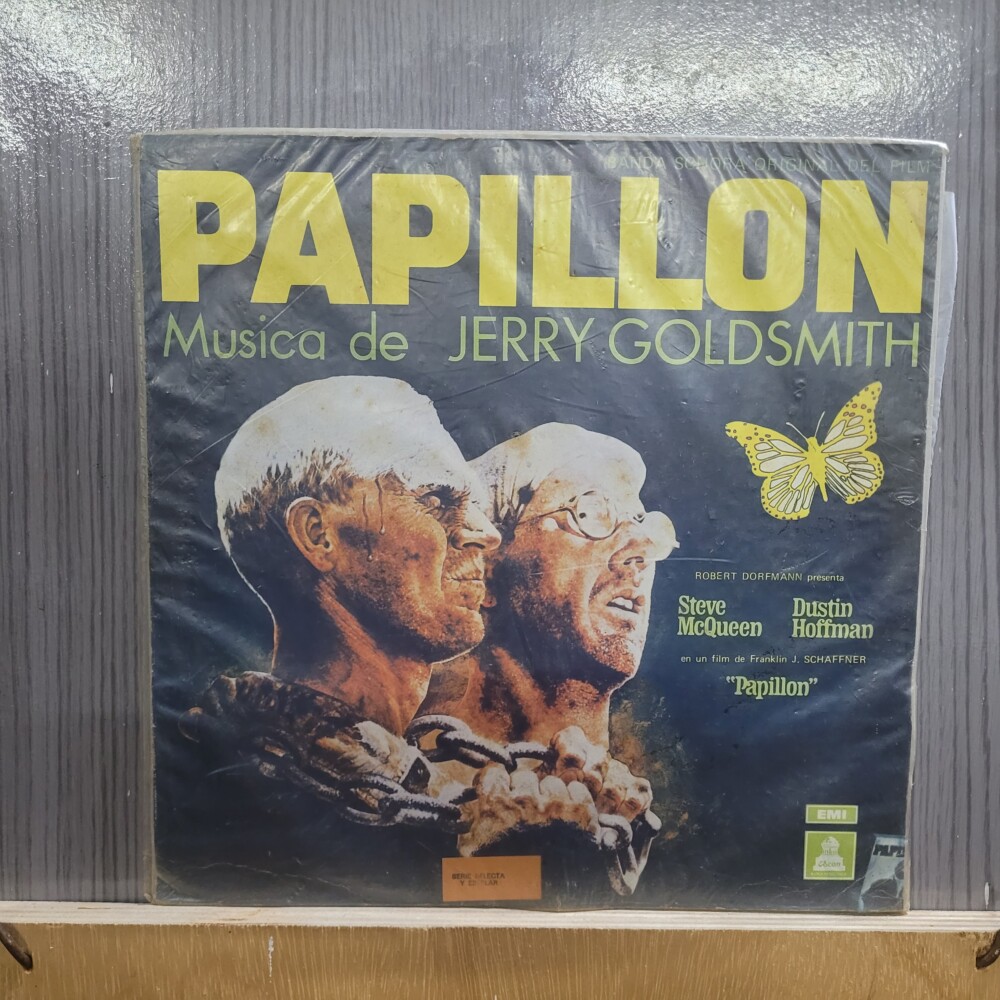 BANDA SONORA ORIGINAL DEL FILM
PAPILLON
Musica de JERRY GOLDSMITH
ROBERT DORFMANN presenta
Steve McQueen
Dustin Hoffman
en un film de Franklin J. SCHAFFNER
"Papillon"
EMI
Odeon
SERIE SELECTA
Y